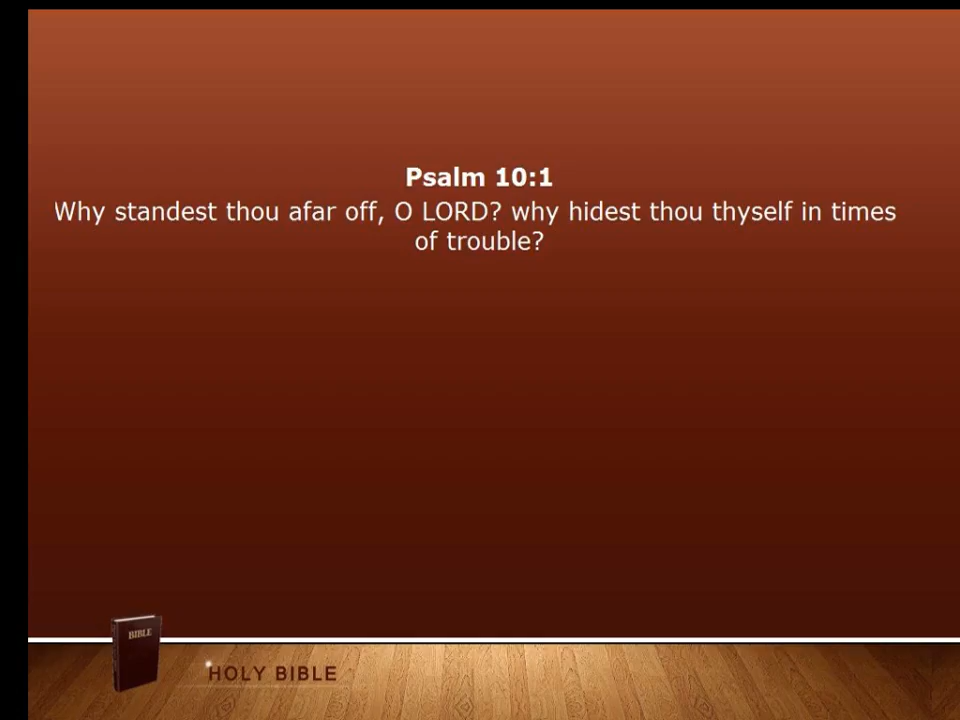 Psalm 10:1
Why standest thou afar off, O LORD? why hidest thou thyself in times
of trouble?
BIBLE
HOLY BIBLE